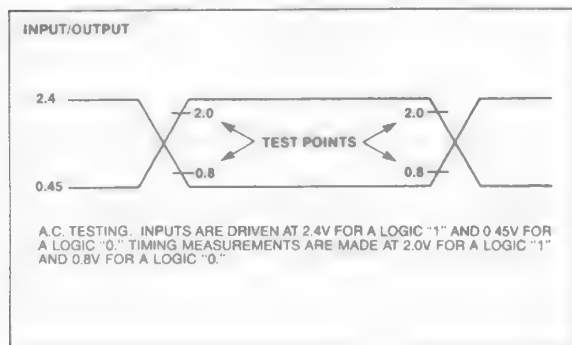 INPUT/OUTPUT
2.4
2.0
2.0
TEST POINTS
0.8
0.8
0.45
A.C. TESTING. INPUTS ARE DRIVEN AT 2.4V FOR A LOGIC "1" AND 0 45V FOR
A LOGIC "0." TIMING MEASUREMENTS ARE MADE AT 2.0V FOR A LOGIC "1"
AND 0.8V FOR A LOGIC "0."